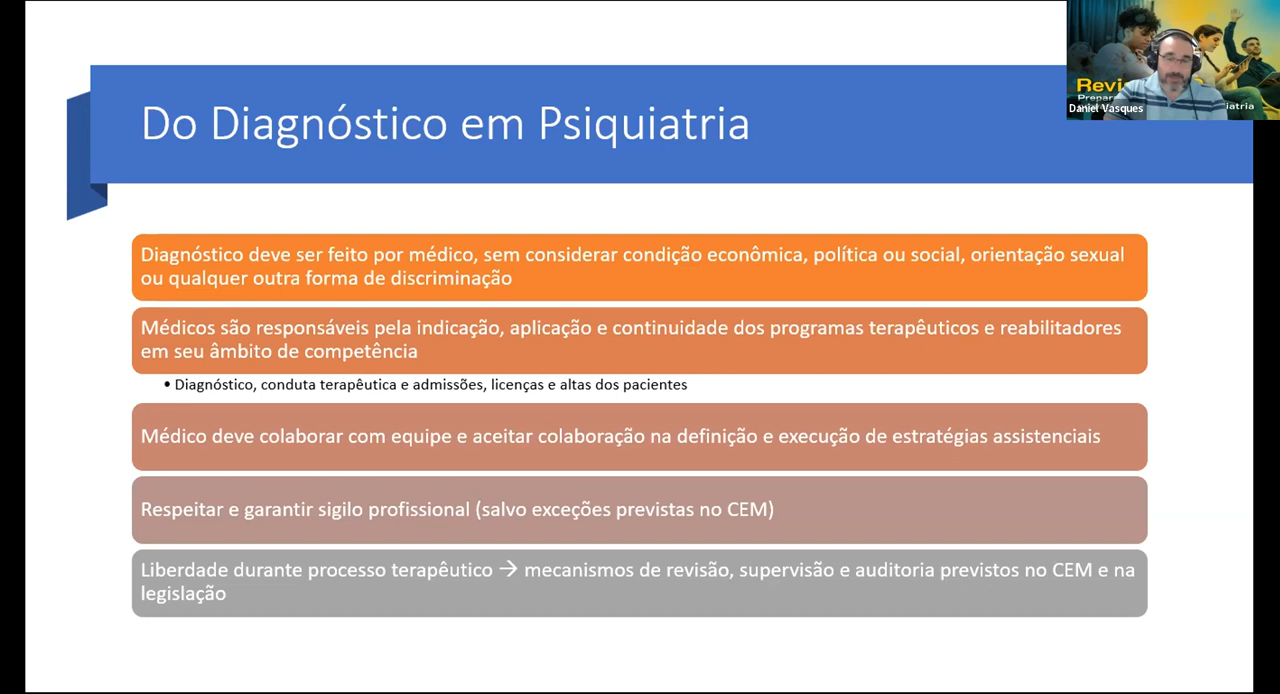 Do Diagnóstico em Psiquiatria
Revi
Prepar
iatria
Daniel Vasques
Diagnóstico deve ser feito por médico, sem considerar condição econômica, política ou social, orientação sexual
ou qualquer outra forma de discriminação
Médicos são responsáveis pela indicação, aplicação e continuidade dos programas terapêuticos e reabilitadores
em seu âmbito de competência
• Diagnóstico, conduta terapêutica e admissões, licenças e altas dos pacientes
Médico deve colaborar com equipe e aceitar colaboração na definição e execução de estratégias assistenciais
Respeitar e garantir sigilo profissional (salvo exceções previstas no CEM)
Liberdade durante processo terapêutico → mecanismos de revisão, supervisão e auditoria previstos no CEM e na
legislação